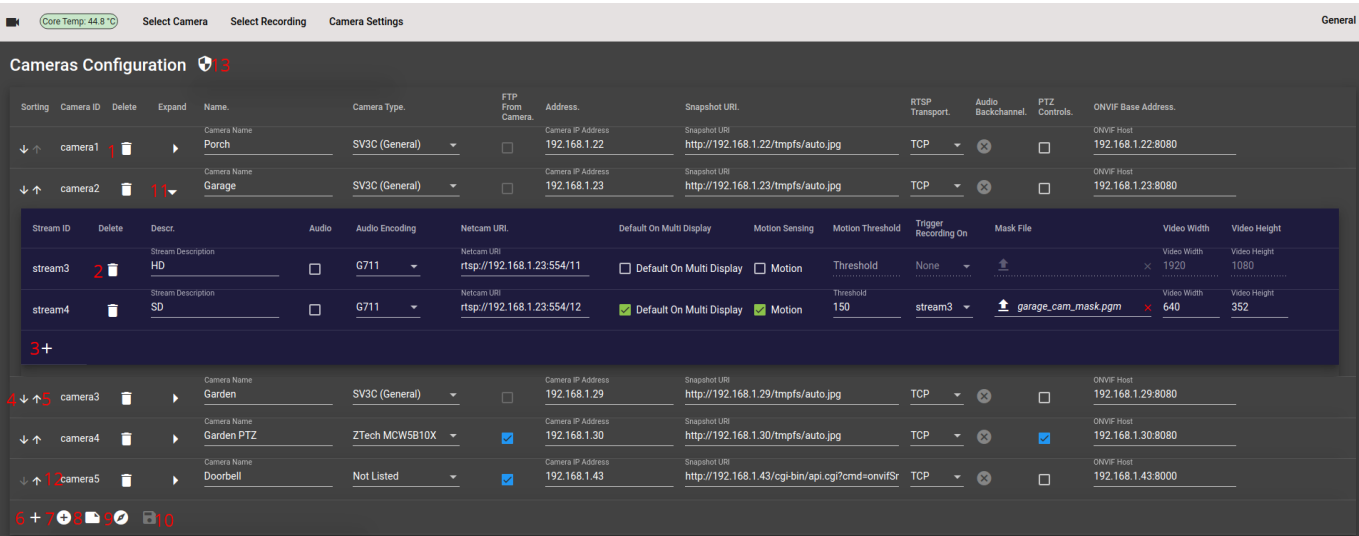 Core Temp: 44.8 °C Select Camera Select Recording Camera Settings General
Cameras Configuration 13
Sorting Camera ID Delete Expand Name. Camera Type. FTP From Camera. Address. Snapshot URI. RTSP Transport. Audio Backchannel. PTZ Controls. ONVIF Base Address.
Camera Name Camera IP Address Snapshot URI ONVIF Host
camera1 1 Porch SV3C (General) 192.168.1.22 http://192.168.1.22/tmpfs/auto.jpg TCP 192.168.1.22:8080
Camera Name Camera IP Address Snapshot URI ONVIF Host
camera2 11 Garage SV3C (General) 192.168.1.23 http://192.168.1.23/tmpfs/auto.jpg TCP 192.168.1.23:8080
Stream ID Delete Descr. Audio Audio Encoding Netcam URI. Default On Multi Display Motion Sensing Motion Threshold Trigger Recording On Mask File Video Width Video Height
Stream Description Netcam URI Video Width Video Height
stream3 2 HD G711 rtsp://192.168.1.23:554/11 Default On Multi Display Motion Threshold None 1920 1080
Stream Description Netcam URI Threshold Video Width Video Height
stream4 SD G711 rtsp://192.168.1.23:554/12 Default On Multi Display Motion 150 stream3 garage_cam_mask.pgm 640 352
3
Camera Name Camera IP Address Snapshot URI ONVIF Host
4 5 camera3 Garden SV3C (General) 192.168.1.29 http://192.168.1.29/tmpfs/auto.jpg TCP 192.168.1.29:8080
Camera Name Camera IP Address Snapshot URI ONVIF Host
camera4 Garden PTZ ZTech MCW5B10X 192.168.1.30 http://192.168.1.30/tmpfs/auto.jpg TCP 192.168.1.30:8080
Camera Name Camera IP Address Snapshot URI ONVIF Host
12 camera5 Doorbell Not Listed 192.168.1.43 http://192.168.1.43/cgi-bin/api.cgi?cmd=onvifSr TCP 192.168.1.43:8000
6 7 8 9 10